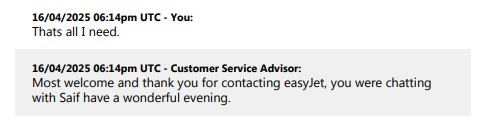 16/04/2025 06:14pm UTC - You:
Thats all I need.
16/04/2025 06:14pm UTC - Customer Service Advisor:
Most welcome and thank you for contacting easyJet, you were chatting
with Saif have a wonderful evening.